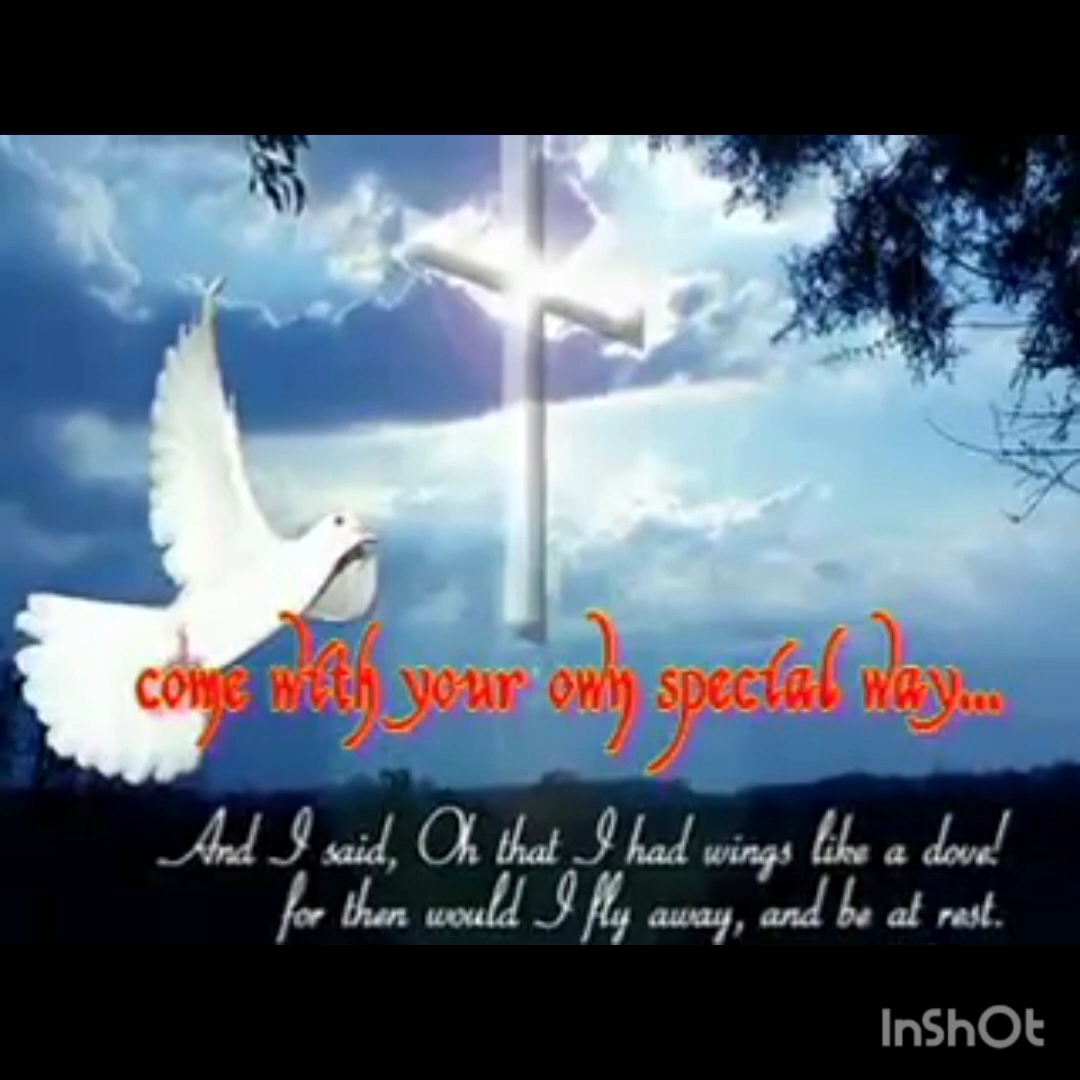 come with your own special way...
And I said, Oh that I had wings like a dove!
for then would I fly away, and be at rest.
InShOt